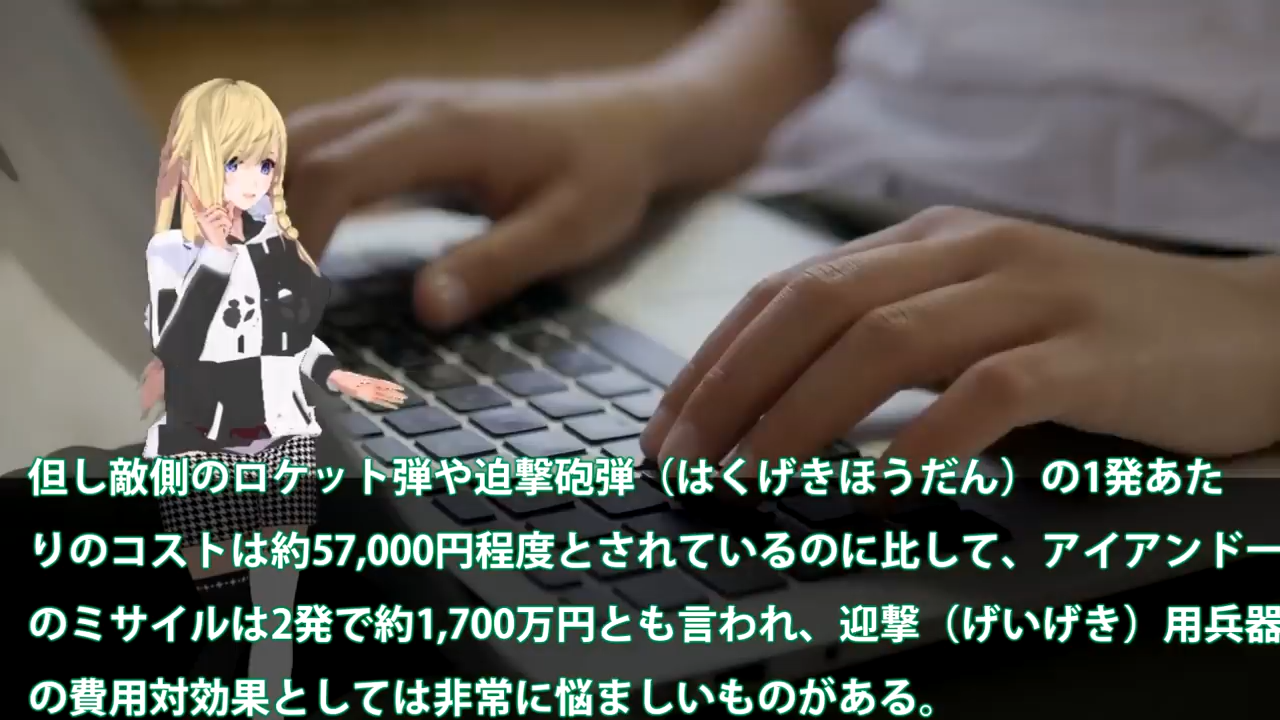 但し敵側のロケット弾や迫撃砲弾（はくげきほうだん）の1発あた
りのコストは約57,000円程度とされているのに比して、アイアンドー
のミサイルは2発で約1,700万円とも言われ、迎撃（げいげき）用兵器
の費用対効果としては非常に悩ましいものがある。